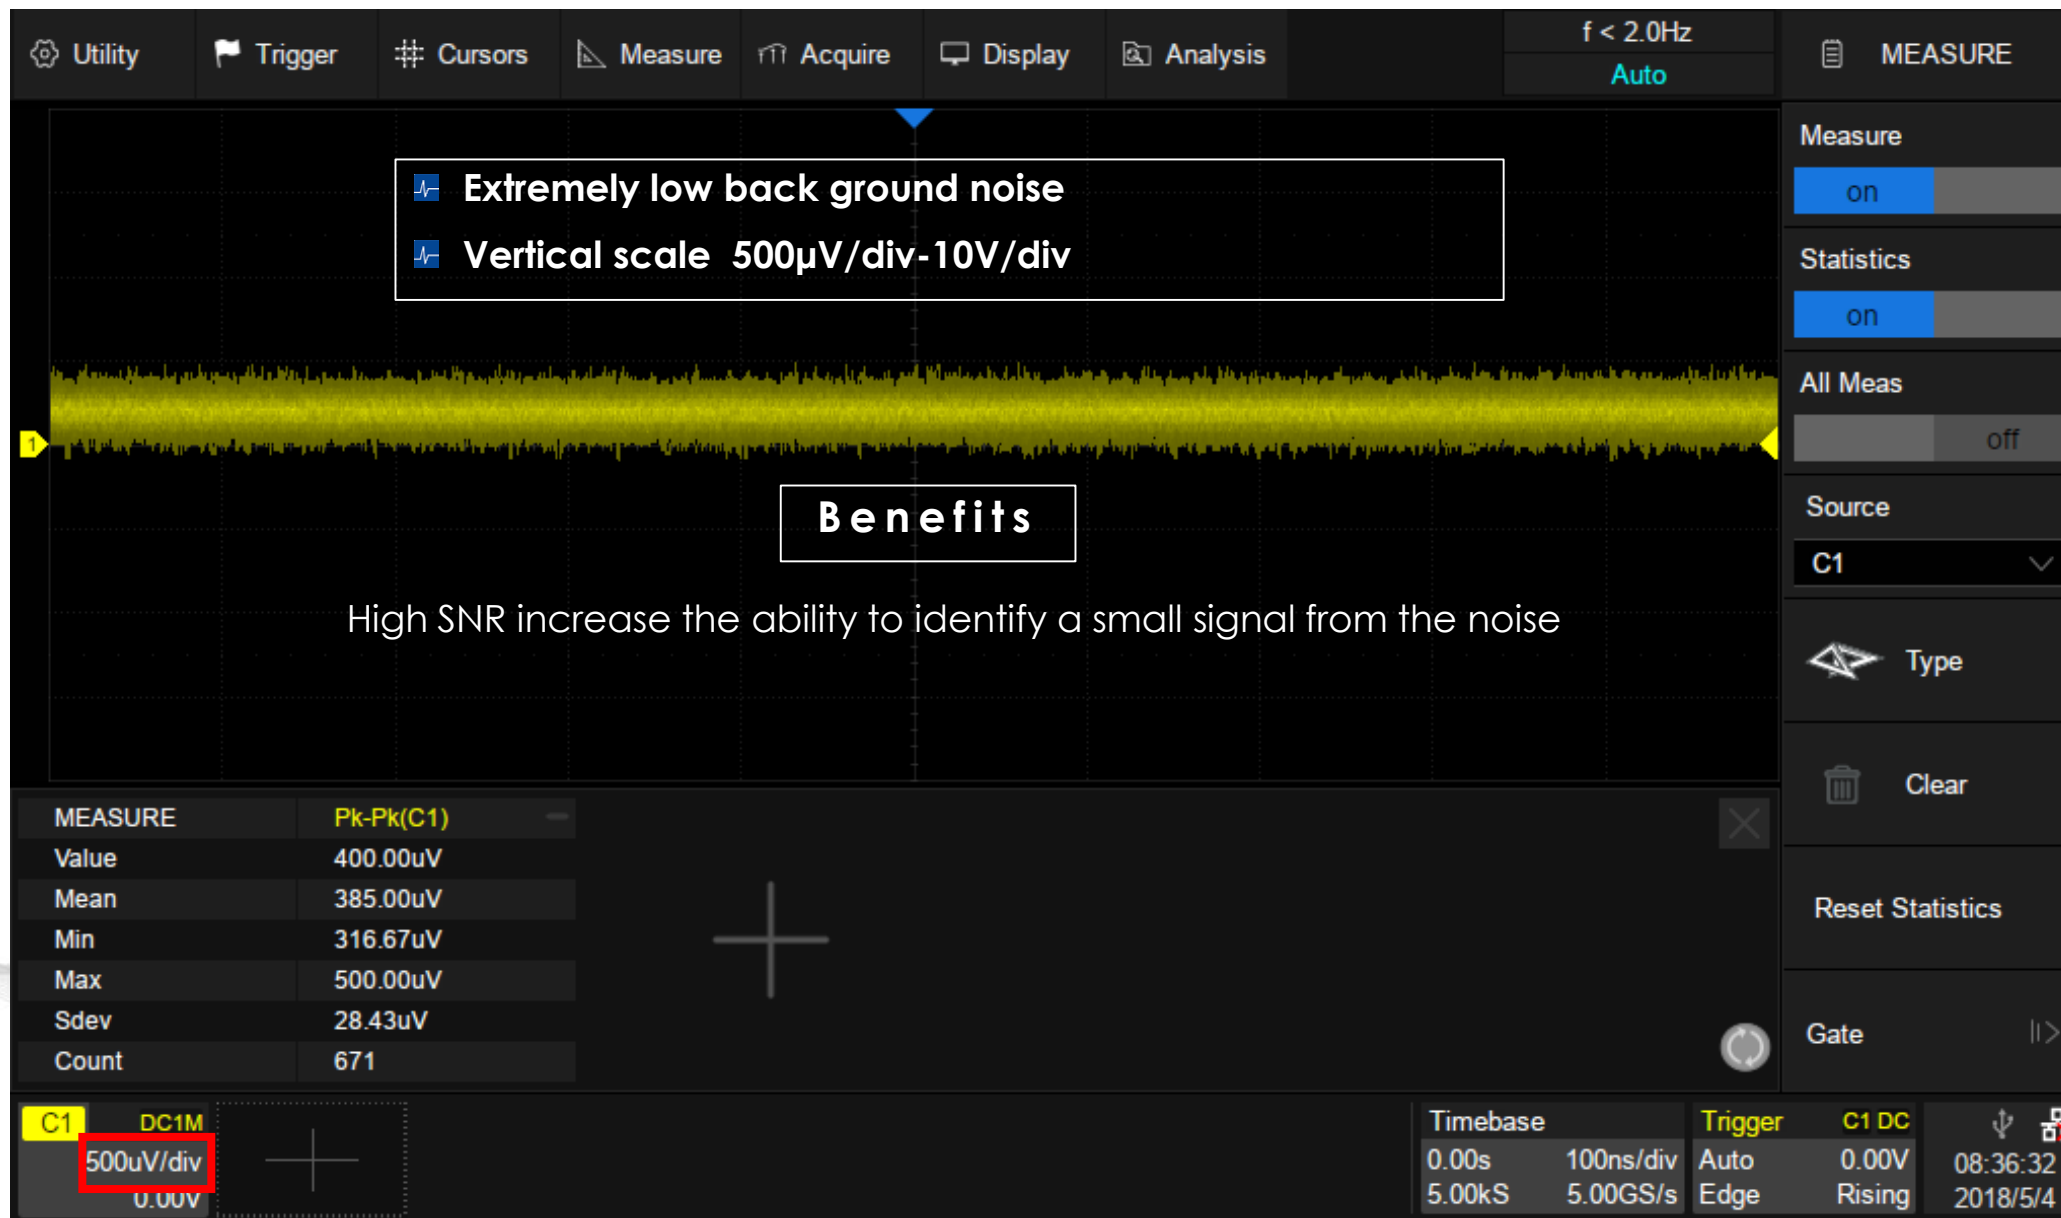 Utility Trigger Cursors Measure Acquire Display Analysis
f < 2.0Hz
Auto
MEASURE
Extremely low back ground noise
Vertical scale 500µV/div-10V/div
1
Benefits
High SNR increase the ability to identify a small signal from the noise
Measure
on
Statistics
on
All Meas
off
Source
C1
Type
Clear
Reset Statistics
Gate
MEASURE Pk-Pk(C1)
Value 400.00uV
Mean 385.00uV
Min 316.67uV
Max 500.00uV
Sdev 28.43uV
Count 671
C1 DC1M
500uV/div
0.00V
Timebase
0.00s 100ns/div
5.00kS 5.00GS/s
Trigger C1 DC
Auto 0.00V
Edge Rising
08:36:32
2018/5/4